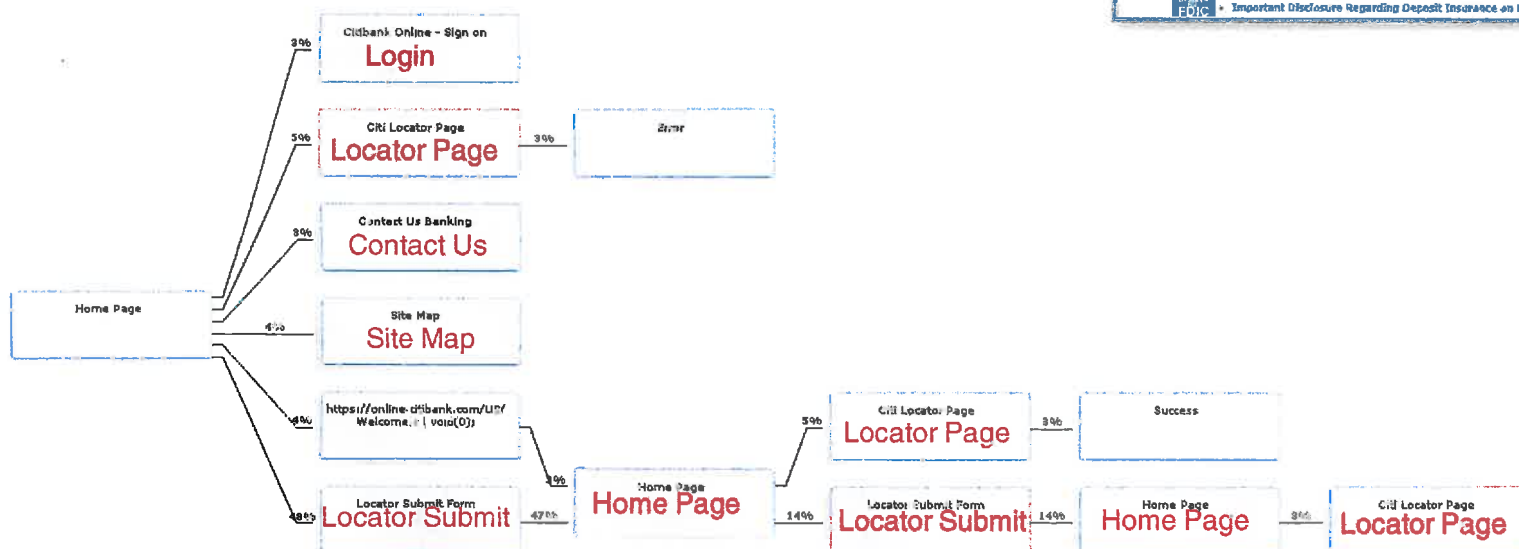 FDIC • Important Disclosure Regarding Deposit Insurance on
3%
Citibank Online - Sign on
Login
5%
Citi Locator Page
Locator Page
3%
Error
3%
Contact Us Banking
Contact Us
Home Page
4%
Site Map
Site Map
4%
https://online.citibank.com/US/
Welcome.c | void(0);
3%
48%
Locator Submit Form
Locator Submit
47%
Home Page
Home Page
5%
Citi Locator Page
Locator Page
3%
Success
14%
Locator Submit Form
Locator Submit
14%
Home Page
Home Page
3%
Citi Locator Page
Locator Page